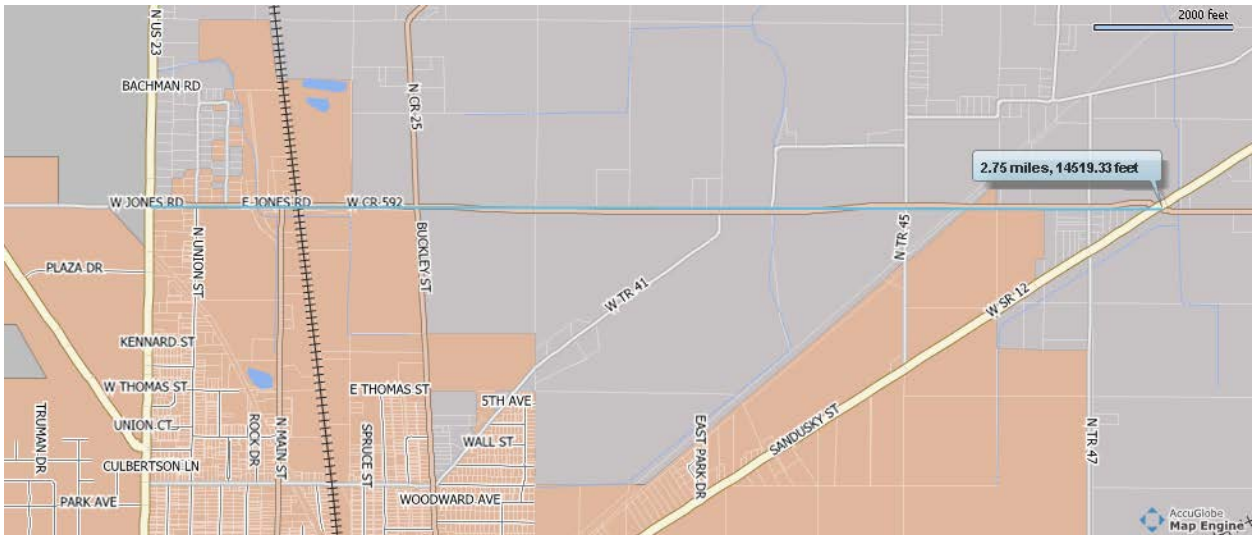 2000 feet
N US 23
BACHMAN RD
N CR 25
2.75 miles, 14519.33 feet
W JONES RD
E JONES RD
W CR 592
N UNION ST
BUCKLEY ST
N TR 45
PLAZA DR
W TR 41
W SR 12
KENNARD ST
W THOMAS ST
E THOMAS ST
5TH AVE
TRUMAN DR
UNION CT
ROCK DR
N MAIN ST
SPRUCE ST
WALL ST
EAST PARK DR
SANDUSKY ST
N TR 47
CULBERTSON LN
PARK AVE
WOODWARD AVE
AccuGlobe
Map Engine